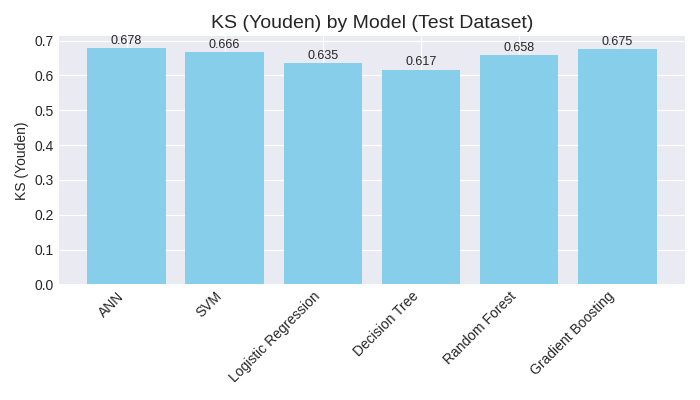 KS (Youden) by Model (Test Dataset)
KS (Youden)
0.7
0.6
0.5
0.4
0.3
0.2
0.1
0.0
0.678
0.666
0.635
0.617
0.658
0.675
ANN
SVM
Logistic Regression
Decision Tree
Random Forest
Gradient Boosting